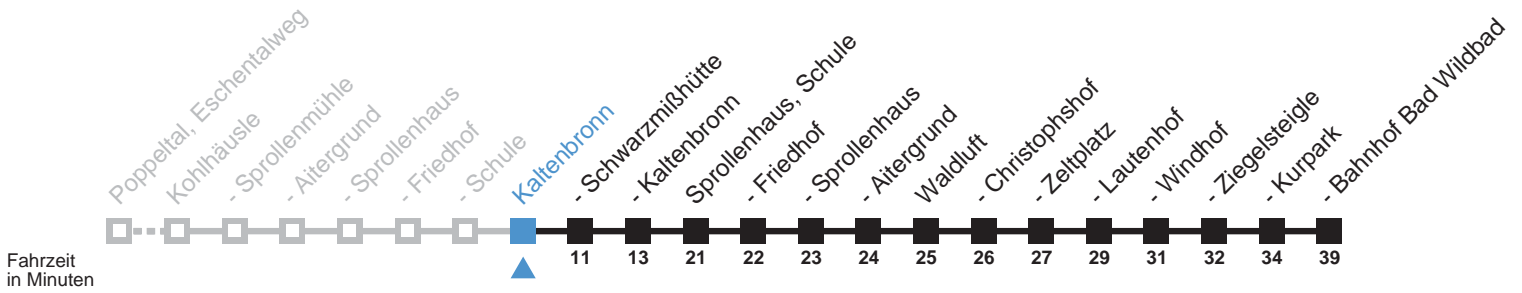 Poppeltal, Eschentalweg
Kohlhäusle
- Sprollenmühle
- Aitergrund
- Sprollenhaus
- Friedhof
- Schule
Kaltenbronn
- Schwarzmißhütte
- Kaltenbronn
Sprollenhaus, Schule
- Friedhof
- Sprollenhaus
- Aitergrund
Waldluft
- Christophshof
- Zeltplatz
- Lautenhof
- Windhof
- Ziegelsteigle
- Kurpark
- Bahnhof Bad Wildbad
Fahrzeit
in Minuten
11 13 21 22 23 24 25 26 27 29 31 32 34 39